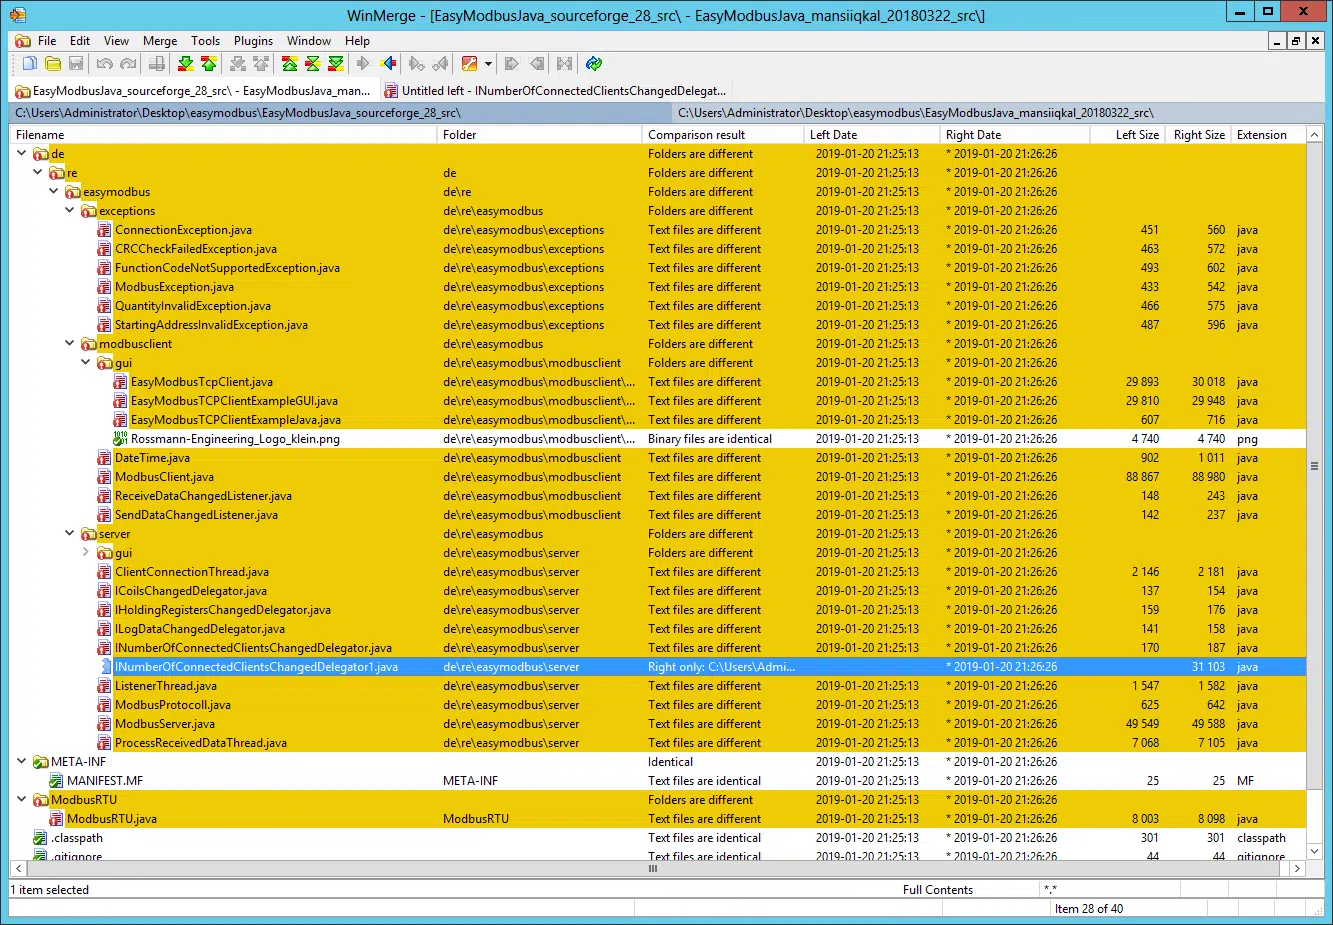 WinMerge - [EasyModbusJava_sourceforge_28_src\ - EasyModbusJava_mansiiqkal_20180322_src\]
File Edit View Merge Tools Plugins Window Help
EasyModbusJava_sourceforge_28_src\ - EasyModbusJava_man... Untitled left - INumberOfConnectedClientsChangedDelegat...
C:\Users\Administrator\Desktop\easymodbus\EasyModbusJava_sourceforge_28_src\ C:\Users\Administrator\Desktop\easymodbus\EasyModbusJava_mansiiqkal_20180322_src\
Filename Folder Comparison result Left Date Right Date Left Size Right Size Extension
de Folders are different 2019-01-20 21:25:13 * 2019-01-20 21:26:26
re de Folders are different 2019-01-20 21:25:13 * 2019-01-20 21:26:26
easymodbus de\re Folders are different 2019-01-20 21:25:13 * 2019-01-20 21:26:26
exceptions de\re\easymodbus Folders are different 2019-01-20 21:25:13 * 2019-01-20 21:26:26
ConnectionException.java de\re\easymodbus\exceptions Text files are different 2019-01-20 21:25:13 * 2019-01-20 21:26:26 451 560 java
CRCCheckFailedException.java de\re\easymodbus\exceptions Text files are different 2019-01-20 21:25:13 * 2019-01-20 21:26:26 463 572 java
FunctionCodeNotSupportedException.java de\re\easymodbus\exceptions Text files are different 2019-01-20 21:25:13 * 2019-01-20 21:26:26 493 602 java
ModbusException.java de\re\easymodbus\exceptions Text files are different 2019-01-20 21:25:13 * 2019-01-20 21:26:26 433 542 java
QuantityInvalidException.java de\re\easymodbus\exceptions Text files are different 2019-01-20 21:25:13 * 2019-01-20 21:26:26 466 575 java
StartingAddressInvalidException.java de\re\easymodbus\exceptions Text files are different 2019-01-20 21:25:13 * 2019-01-20 21:26:26 487 596 java
modbusclient de\re\easymodbus Folders are different 2019-01-20 21:25:13 * 2019-01-20 21:26:26
gui de\re\easymodbus\modbusclient Folders are different 2019-01-20 21:25:13 * 2019-01-20 21:26:26
EasyModbusTcpClient.java de\re\easymodbus\modbusclient\... Text files are different 2019-01-20 21:25:13 * 2019-01-20 21:26:26 29 893 30 018 java
EasyModbusTCPClientExampleGUI.java de\re\easymodbus\modbusclient\... Text files are different 2019-01-20 21:25:13 * 2019-01-20 21:26:26 29 810 29 948 java
EasyModbusTCPClientExampleJava.java de\re\easymodbus\modbusclient\... Text files are different 2019-01-20 21:25:13 * 2019-01-20 21:26:26 607 716 java
Rossmann-Engineering_Logo_klein.png de\re\easymodbus\modbusclient\... Binary files are identical 2019-01-20 21:25:13 * 2019-01-20 21:26:26 4 740 4 740 png
DateTime.java de\re\easymodbus\modbusclient Text files are different 2019-01-20 21:25:13 * 2019-01-20 21:26:26 902 1 011 java
ModbusClient.java de\re\easymodbus\modbusclient Text files are different 2019-01-20 21:25:13 * 2019-01-20 21:26:26 88 867 88 980 java
ReceiveDataChangedListener.java de\re\easymodbus\modbusclient Text files are different 2019-01-20 21:25:13 * 2019-01-20 21:26:26 148 243 java
SendDataChangedListener.java de\re\easymodbus\modbusclient Text files are different 2019-01-20 21:25:13 * 2019-01-20 21:26:26 142 237 java
server de\re\easymodbus Folders are different 2019-01-20 21:25:13 * 2019-01-20 21:26:26
gui de\re\easymodbus\server Folders are different 2019-01-20 21:25:13 * 2019-01-20 21:26:26
ClientConnectionThread.java de\re\easymodbus\server Text files are different 2019-01-20 21:25:13 * 2019-01-20 21:26:26 2 146 2 181 java
ICoilsChangedDelegator.java de\re\easymodbus\server Text files are different 2019-01-20 21:25:13 * 2019-01-20 21:26:26 137 154 java
IHoldingRegistersChangedDelegator.java de\re\easymodbus\server Text files are different 2019-01-20 21:25:13 * 2019-01-20 21:26:26 159 176 java
ILogDataChangedDelegator.java de\re\easymodbus\server Text files are different 2019-01-20 21:25:13 * 2019-01-20 21:26:26 141 158 java
INumberOfConnectedClientsChangedDelegator.java de\re\easymodbus\server Text files are different 2019-01-20 21:25:13 * 2019-01-20 21:26:26 170 187 java
INumberOfConnectedClientsChangedDelegator1.java de\re\easymodbus\server Right only: C:\Users\Admi... * 2019-01-20 21:26:26 31 103 java
ListenerThread.java de\re\easymodbus\server Text files are different 2019-01-20 21:25:13 * 2019-01-20 21:26:26 1 547 1 582 java
ModbusProtocoll.java de\re\easymodbus\server Text files are different 2019-01-20 21:25:13 * 2019-01-20 21:26:26 625 642 java
ModbusServer.java de\re\easymodbus\server Text files are different 2019-01-20 21:25:13 * 2019-01-20 21:26:26 49 549 49 588 java
ProcessReceivedDataThread.java de\re\easymodbus\server Text files are different 2019-01-20 21:25:13 * 2019-01-20 21:26:26 7 068 7 105 java
META-INF Identical 2019-01-20 21:25:13 * 2019-01-20 21:26:26
MANIFEST.MF META-INF Text files are identical 2019-01-20 21:25:13 * 2019-01-20 21:26:26 25 25 MF
ModbusRTU Folders are different 2019-01-20 21:25:13 * 2019-01-20 21:26:26
ModbusRTU.java ModbusRTU Text files are different 2019-01-20 21:25:13 * 2019-01-20 21:26:26 8 003 8 098 java
.classpath Text files are identical 2019-01-20 21:25:13 * 2019-01-20 21:26:26 301 301 classpath
.gitignore Text files are identical 2019-01-20 21:25:13 * 2019-01-20 21:26:26 44 44 gitignore
1 item selected Full Contents *.*
Item 28 of 40